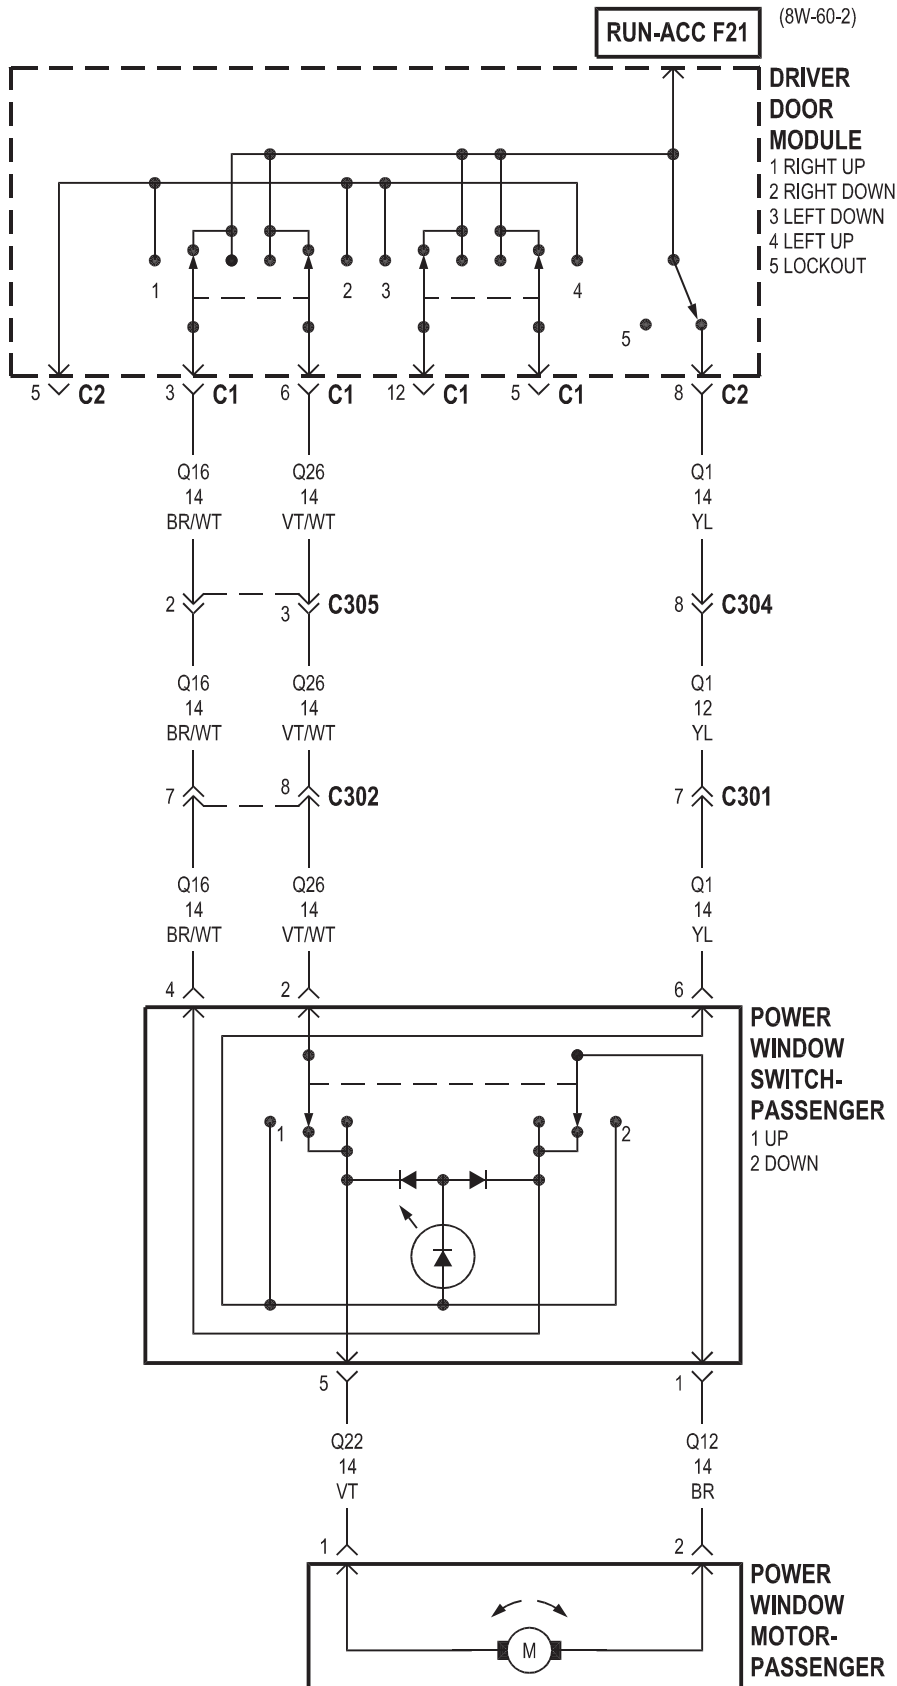 (8W-60-2)
RUN-ACC F21
DRIVER
DOOR
MODULE
1 RIGHT UP
2 RIGHT DOWN
3 LEFT DOWN
4 LEFT UP
5 LOCKOUT
1
2
3
4
5
5 C2
3 C1
6 C1
12 C1
5 C1
8 C2
Q16 Q26 Q1
14 14 14
BR/WT VT/WT YL
2 3 C305 8 C304
Q16 Q26 Q1
14 14 12
BR/WT VT/WT YL
7 8 C302 7 C301
Q16 Q26 Q1
14 14 14
BR/WT VT/WT YL
4 2 6
POWER
WINDOW
SWITCH-
PASSENGER
1 UP
2 DOWN
1 2
5 1
Q22 Q12
14 14
VT BR
1 2
POWER
WINDOW
MOTOR-
PASSENGER
M